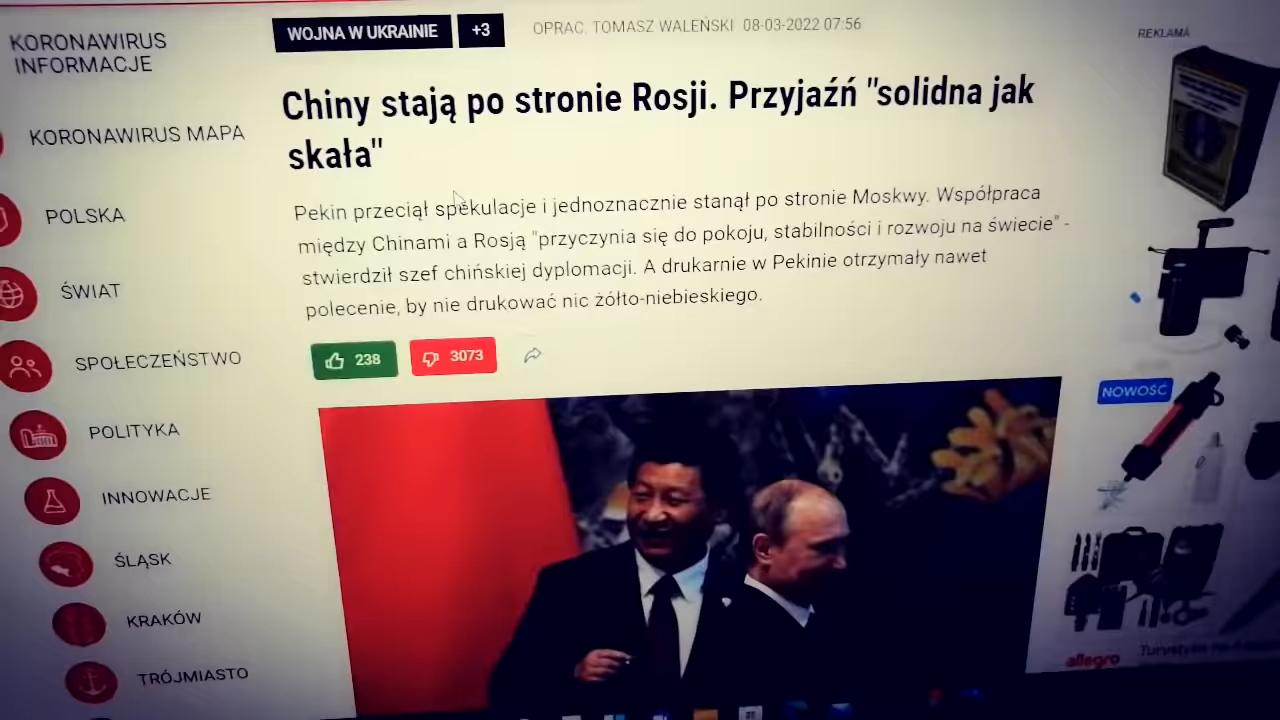 KORONAWIRUS
INFORMACJE
KORONAWIRUS MAPA
POLSKA
ŚWIAT
SPOŁECZEŃSTWO
POLITYKA
INNOWACJE
ŚLĄSK
KRAKÓW
TRÓJMIASTO
WOJNA W UKRAINIE
+3
OPRAC. TOMASZ WALEŃSKI 08-03-2022 07:56
Chiny stają po stronie Rosji. Przyjaźń "solidna jak
skała"
Pekin przeciął spekulacje i jednoznacznie stanął po stronie Moskwy. Współpraca
między Chinami a Rosją "przyczynia się do pokoju, stabilności i rozwoju na świecie" -
stwierdził szef chińskiej dyplomacji. A drukarnie w Pekinie otrzymały nawet
polecenie, by nie drukować nic żółto-niebieskiego.
238
3073
REKLAMA
NOWOŚĆ
allegro